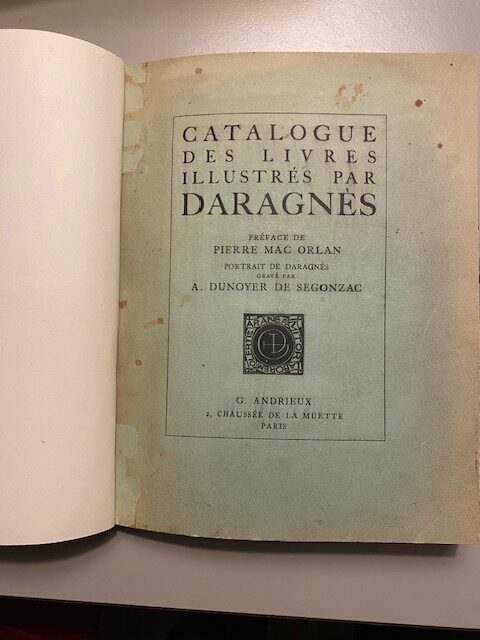 CATALOGUE
DES LIVRES
ILLUSTRÉS PAR
DARAGNÈS
PRÉFACE DE
PIERRE MAC ORLAN
PORTRAIT DE DARAGNÈS
GRAVÉ PAR
A. DUNOYER DE SEGONZAC
G. ANDRIEUX
2, CHAUSSÉE DE LA MUETTE
PARIS